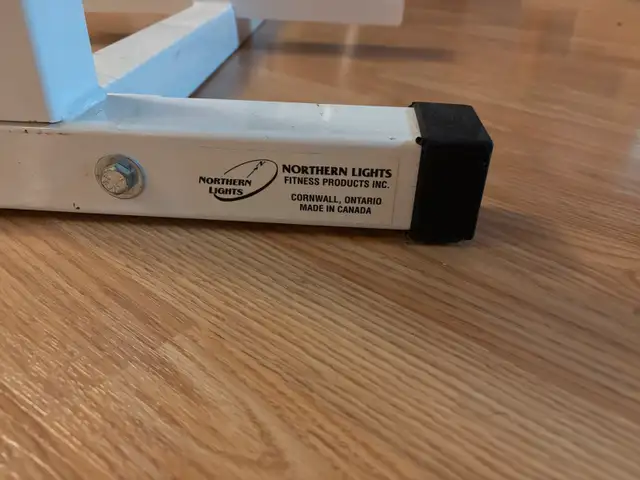 NORTHERN
LIGHTS
NORTHERN LIGHTS
FITNESS PRODUCTS INC.
CORNWALL, ONTARIO
MADE IN CANADA